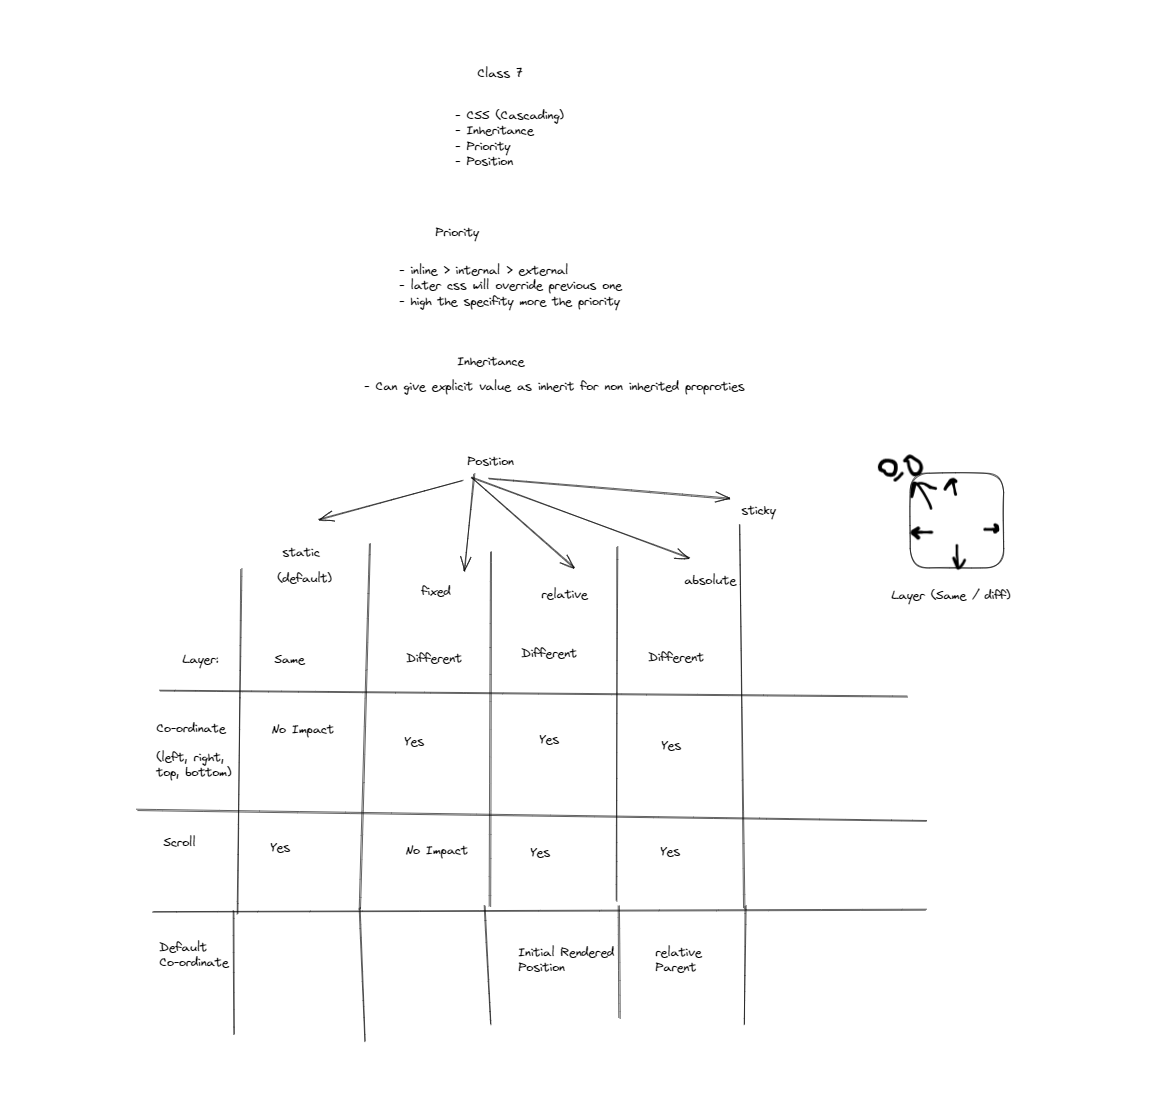 Class 7
- CSS (Cascading)
- Inheritance
- Priority
- Position
Priority
- inline > internal > external
- later css will override previous one
- high the specifity more the priority
Inheritance
- Can give explicit value as inherit for non inherited proproties
Position
0,0
sticky
static
(default)
fixed
relative
absolute
Layer (Same / diff)
Layer:
Same
Different
Different
Different
Co-ordinate
(left, right,
top, bottom)
No Impact
Yes
Yes
Yes
Scroll
Yes
No Impact
Yes
Yes
Default
Co-ordinate
Initial Rendered
Position
relative
Parent